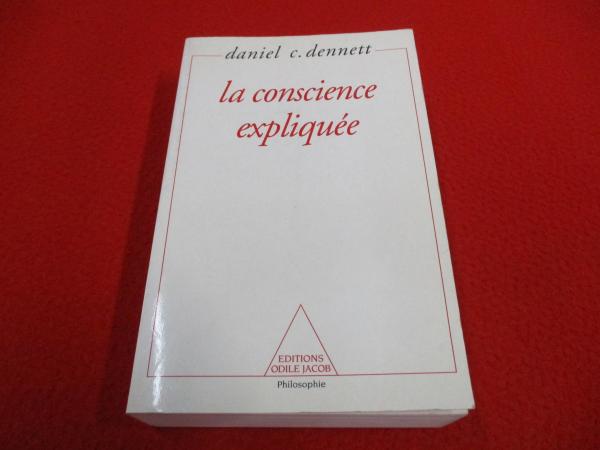 daniel c. dennett
la conscience
expliquée
EDITIONS
ODILE JACOB
Philosophie